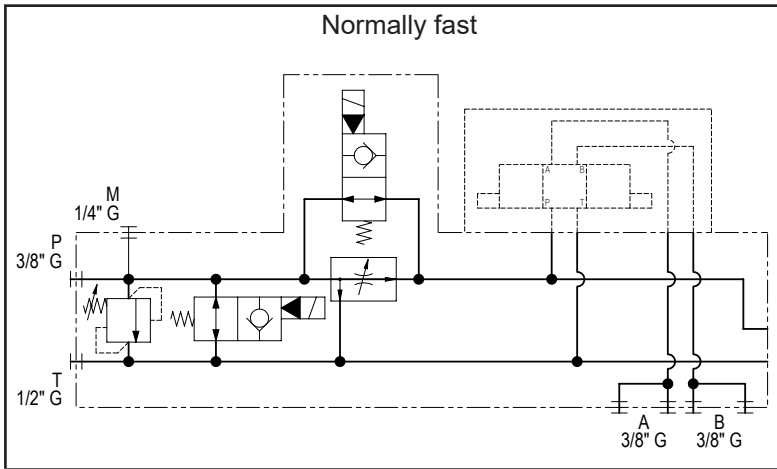 Normally fast
M
1/4" G
P
3/8" G
A B
P T
T
1/2" G
A B
3/8" G 3/8" G